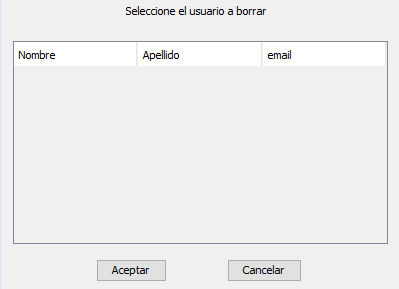 Seleccione el usuario a borrar
Nombre Apellido email
Aceptar Cancelar